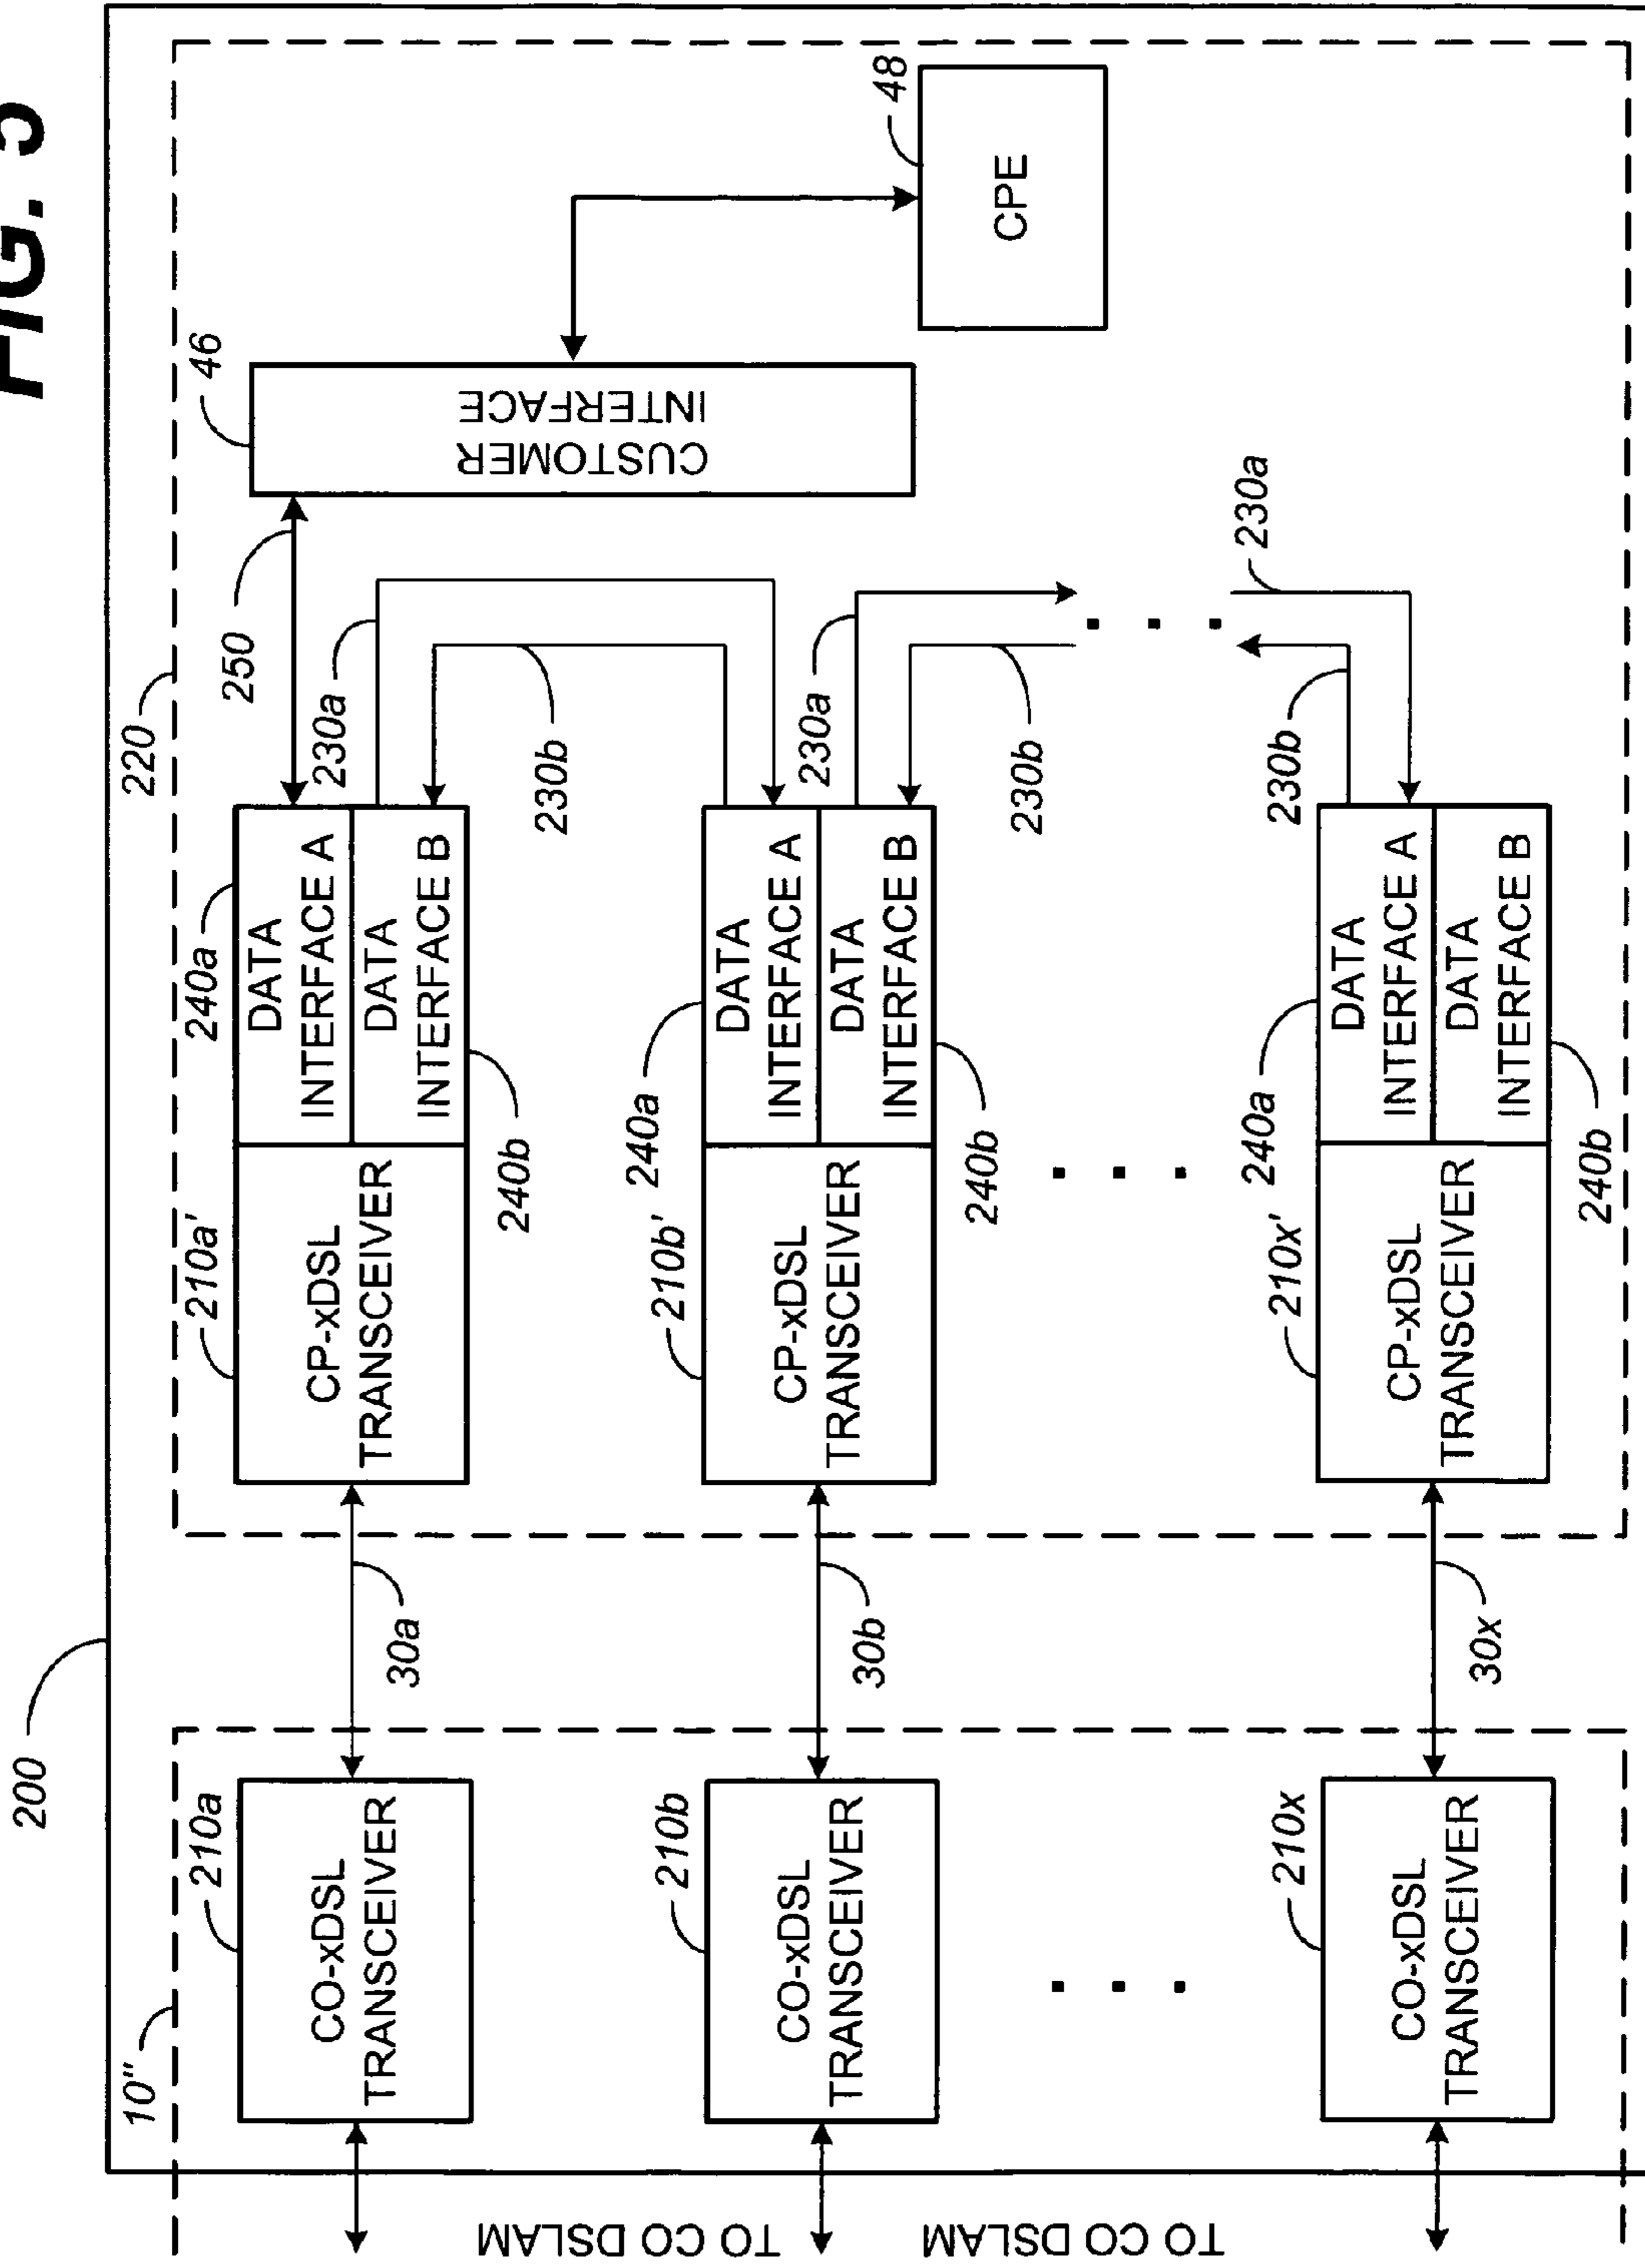 FIG.
200
10"
220
210a
210a'
240a
46
48
CO-xDSL
TRANSCEIVER
30a
CP-xDSL
TRANSCEIVER
DATA
INTERFACE A
DATA
INTERFACE B
240b
250
230a
230b
CUSTOMER
INTERFACE
CPE
TO CO DSLAM
210b
210b'
240a
CO-xDSL
TRANSCEIVER
30b
CP-xDSL
TRANSCEIVER
DATA
INTERFACE A
DATA
INTERFACE B
240b
230a
230b
TO CO DSLAM
. . .
. . .
. . .
210x
210x'
240a
230b
230a
CO-xDSL
TRANSCEIVER
30x
CP-xDSL
TRANSCEIVER
DATA
INTERFACE A
DATA
INTERFACE B
240b